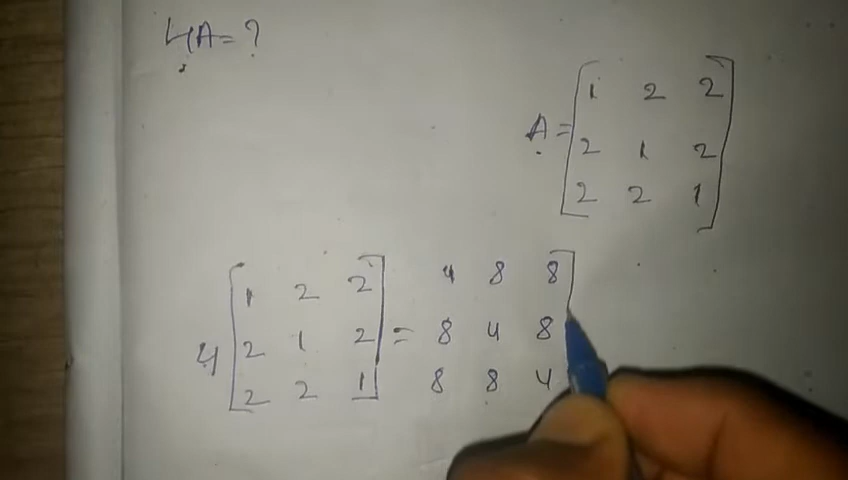 4A = ?
A = [ 1 2 2
2 1 2
2 2 1 ]
4 [ 1 2 2
2 1 2
2 2 1 ] = 4 8 8 ]
8 4 8
8 8 4